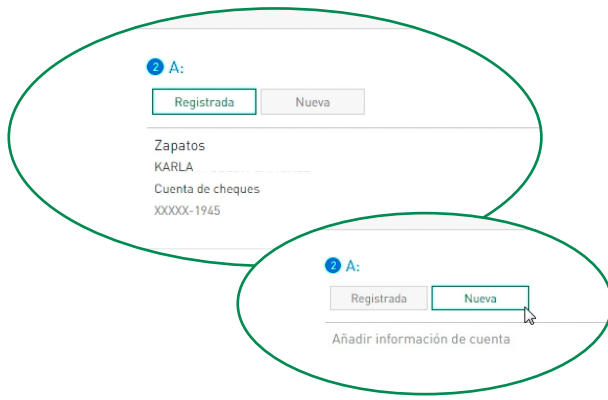 2 A:
Registrada Nueva
Zapatos
KARLA
Cuenta de cheques
XXXXX-1945
2 A:
Registrada Nueva
Añadir información de cuenta